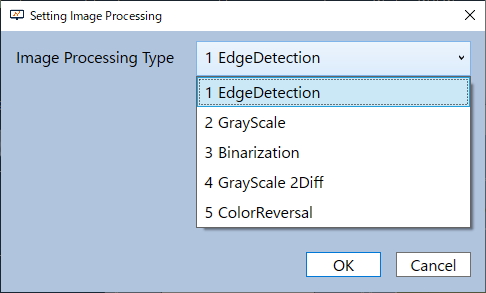 Setting Image Processing
Image Processing Type 1 EdgeDetection
1 EdgeDetection
2 GrayScale
3 Binarization
4 GrayScale 2Diff
5 ColorReversal
OK Cancel